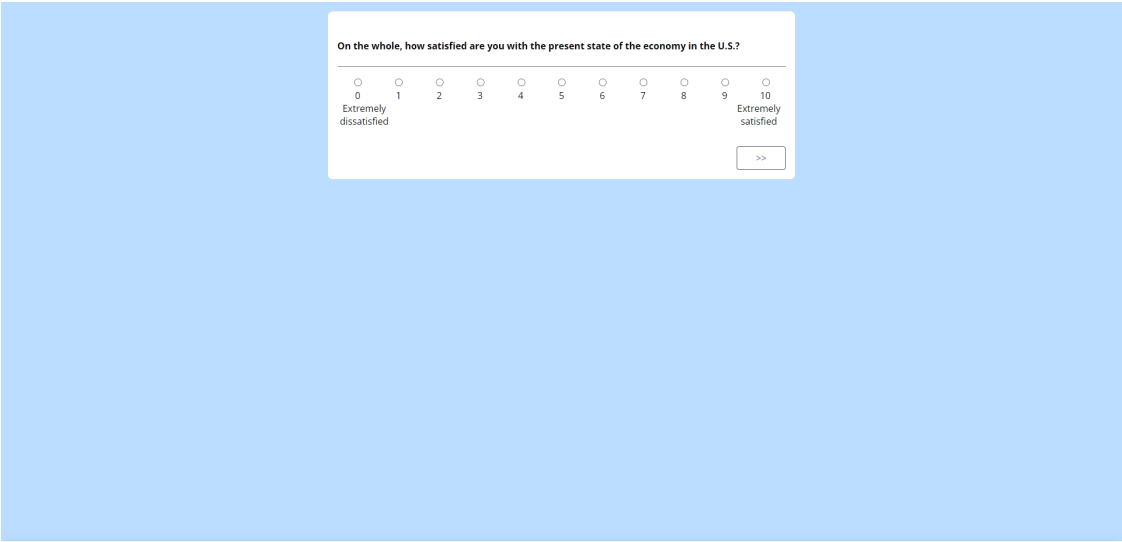 On the whole, how satisfied are you with the present state of the economy in the U.S.?
0 1 2 3 4 5 6 7 8 9 10
Extremely dissatisfied
Extremely satisfied
>>